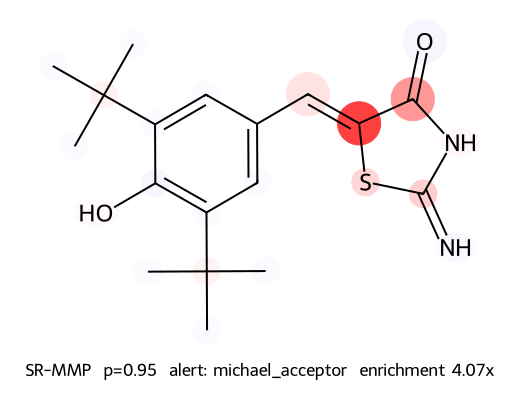 O
NH
S
HO
NH
SR-MMP p=0.95 alert: michael_acceptor enrichment 4.07x